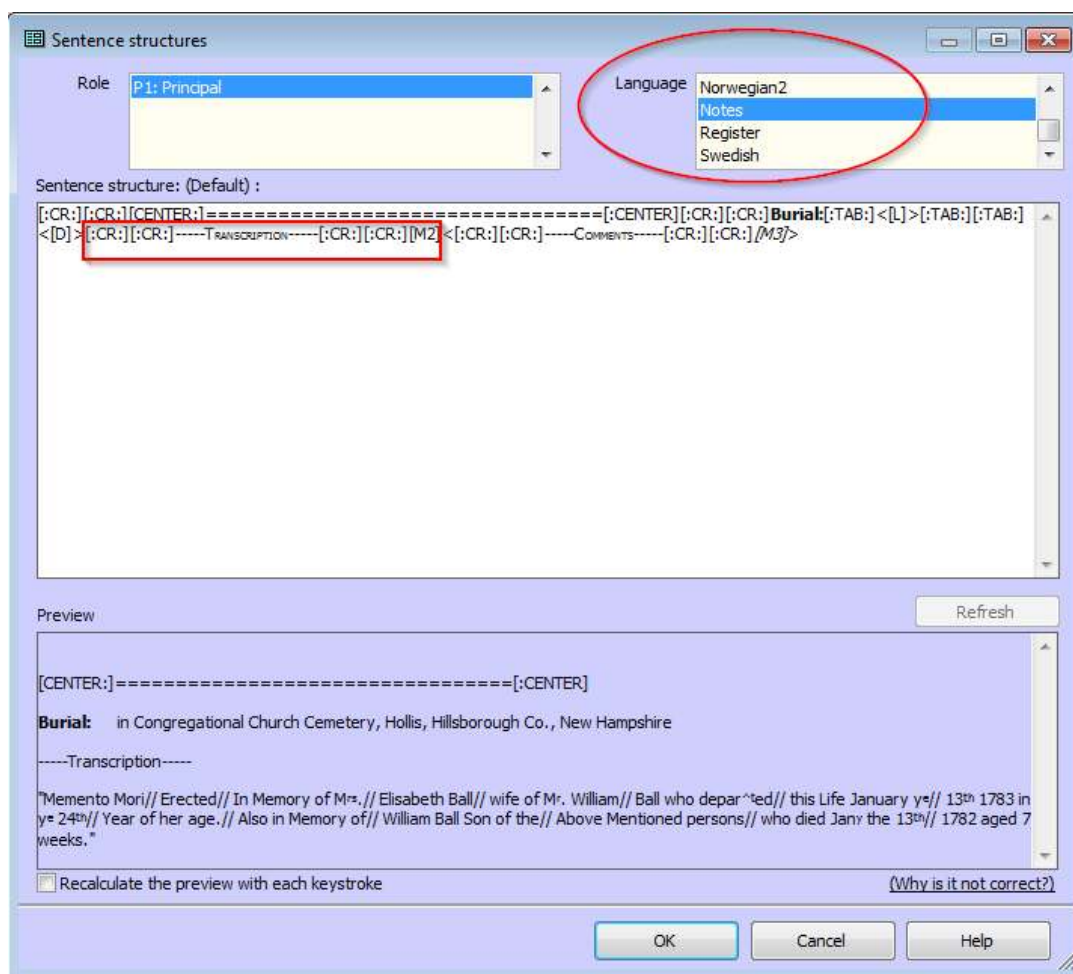 Sentence structures
Role
P1: Principal
Language
Norwegian2
Notes
Register
Swedish
Sentence structure: (Default) :
[:CR:][:CR:][CENTER:]=================================[:CENTER][:CR:][:CR:]Burial:[:TAB:]<[L]>[:TAB:][:TAB:]
<[D]>[:CR:][:CR:]-----Transcription-----[:CR:][:CR:][M2]<[:CR:][:CR:]-----Comments-----[:CR:][:CR:][M3]>
Preview
Refresh
[CENTER:]=================================[:CENTER]
Burial: in Congregational Church Cemetery, Hollis, Hillsborough Co., New Hampshire
-----Transcription-----
"Memento Mori// Erected// In Memory of Mrs.// Elisabeth Ball// wife of Mr. William// Ball who depar^ted// this Life January ye// 13th 1783 in
ye 24th// Year of her age.// Also in Memory of// William Ball Son of the// Above Mentioned persons// who died Jany the 13th// 1782 aged 7
weeks."
Recalculate the preview with each keystroke
(Why is it not correct?)
OK
Cancel
Help